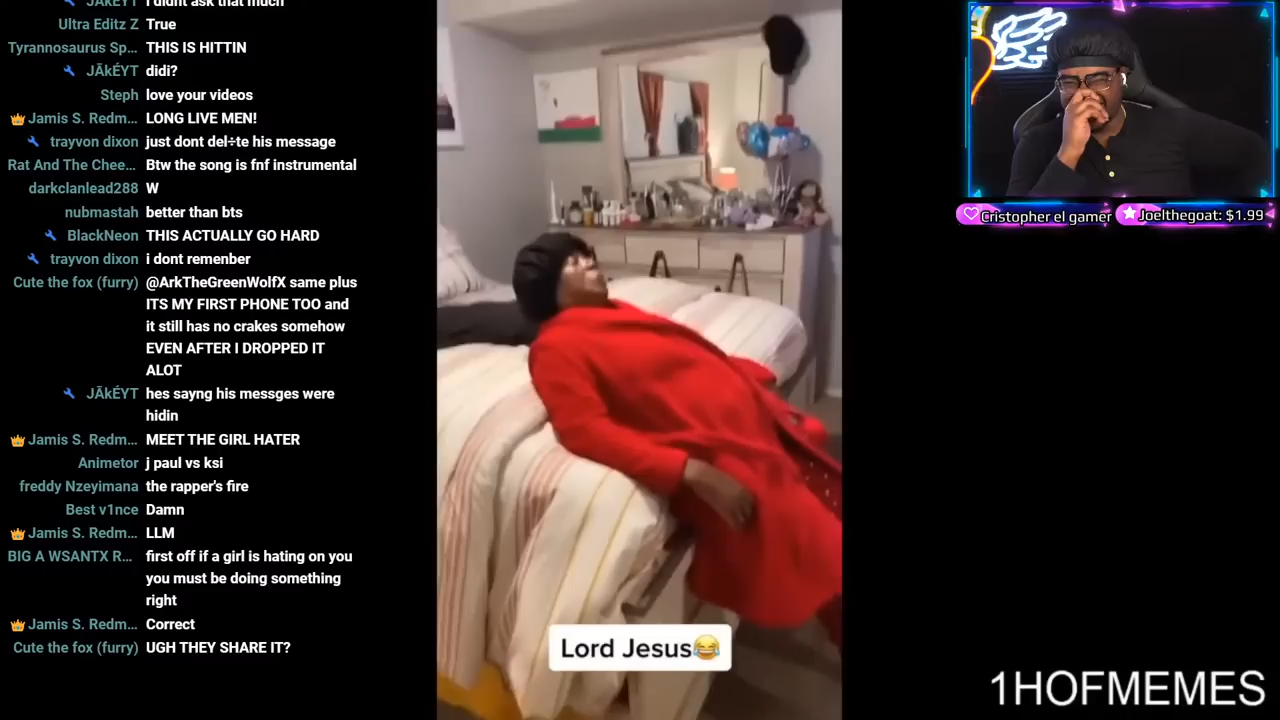 JĀkÉYT i didnt ask that much
Ultra Editz Z True
Tyrannosaurus Sp... THIS IS HITTIN
JĀkÉYT didi?
Steph love your videos
Jamis S. Redm... LONG LIVE MEN!
trayvon dixon just dont del÷te his message
Rat And The Chee... Btw the song is fnf instrumental
darkclanlead288 W
nubmastah better than bts
BlackNeon THIS ACTUALLY GO HARD
trayvon dixon i dont remenber
Cute the fox (furry) @ArkTheGreenWolfX same plus
ITS MY FIRST PHONE TOO and
it still has no crakes somehow
EVEN AFTER I DROPPED IT
ALOT
JĀkÉYT hes sayng his messges were
hidin
Jamis S. Redm... MEET THE GIRL HATER
Animetor j paul vs ksi
freddy Nzeyimana the rapper's fire
Best v1nce Damn
Jamis S. Redm... LLM
BIG A WSANTX R... first off if a girl is hating on you
you must be doing something
right
Jamis S. Redm... Correct
Cute the fox (furry) UGH THEY SHARE IT?
Lord Jesus😂
Cristopher el gamer
Joelthegoat: $1.99
1HOFMEMES